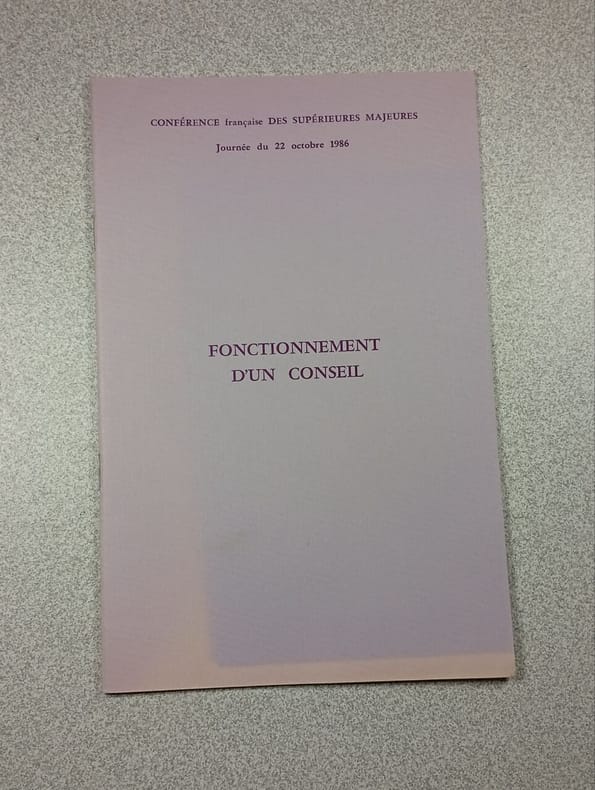 CONFÉRENCE française DES SUPÉRIEURES MAJEURES
Journée du 22 octobre 1986
FONCTIONNEMENT
D'UN CONSEIL